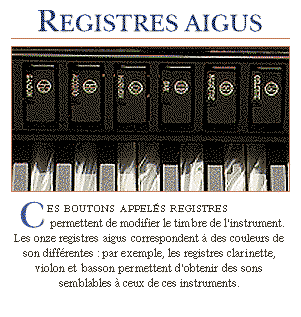 REGISTRES AIGUS
CES BOUTONS APPELÉS REGISTRES
permettent de modifier le timbre de l'instrument.
Les onze registres aigus correspondent à des couleurs de
son différentes : par exemple, les registres clarinette,
violon et basson permettent d'obtenir des sons
semblables à ceux de ces instruments.